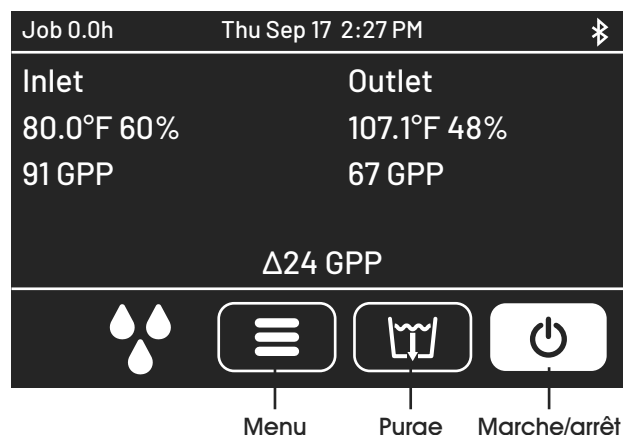 Job 0.0h Thu Sep 17 2:27 PM
Inlet Outlet
80.0°F 60% 107.1°F 48%
91 GPP 67 GPP
Δ24 GPP
Menu Purge Marche/arrêt